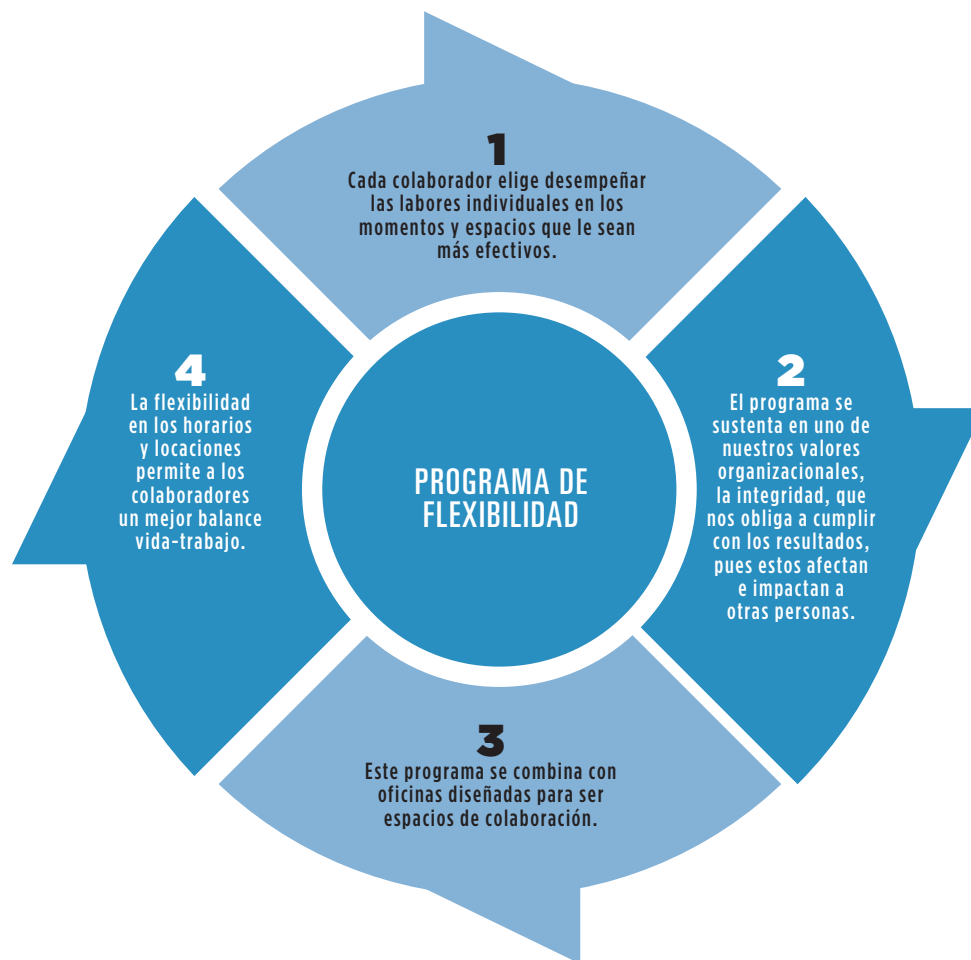 1
Cada colaborador elige desempeñar
las labores individuales en los
momentos y espacios que le sean
más efectivos.
2
El programa se
sustenta en uno de
nuestros valores
organizacionales,
la integridad, que
nos obliga a cumplir
con los resultados,
pues estos afectan
e impactan a
otras personas.
3
Este programa se combina con
oficinas diseñadas para ser
espacios de colaboración.
4
La flexibilidad
en los horarios
y locaciones
permite a los
colaboradores
un mejor balance
vida-trabajo.
PROGRAMA DE
FLEXIBILIDAD